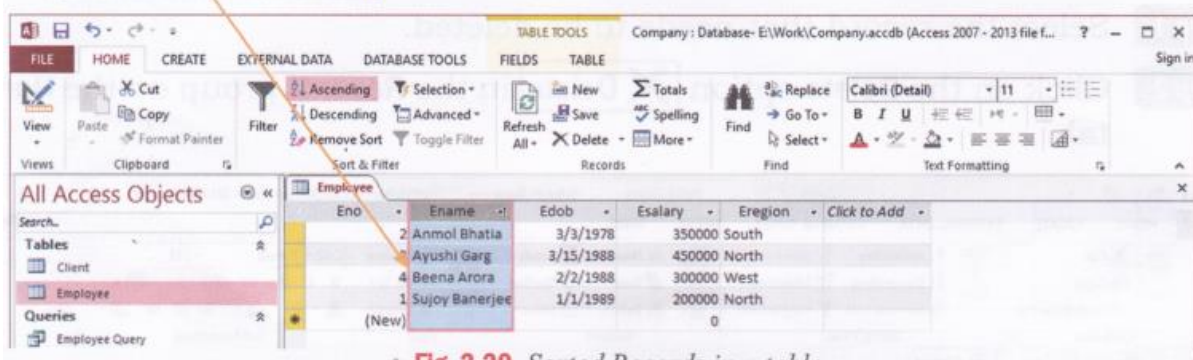 TABLE TOOLS Company : Database- E:\Work\Company.accdb (Access 2007 - 2013 file f... ? – □ ×
FILE HOME CREATE EXTERNAL DATA DATABASE TOOLS FIELDS TABLE Sign in
View
Views
Paste
Cut
Copy
Format Painter
Clipboard
Filter
Ascending
Descending
Remove Sort
Selection
Advanced
Toggle Filter
Sort & Filter
Refresh All
New
Save
Delete
Totals
Spelling
More
Records
Find
Replace
Go To
Select
Find
Calibri (Detail) 11
B I U
A
Text Formatting
All Access Objects
Search...
Tables
Client
Employee
Queries
Employee Query
Employee
Eno Ename Edob Esalary Eregion Click to Add
2 Anmol Bhatia 3/3/1978 350000 South
Ayushi Garg 3/15/1988 450000 North
4 Beena Arora 2/2/1988 300000 West
1 Sujoy Banerjee 1/1/1989 200000 North
(New) 0